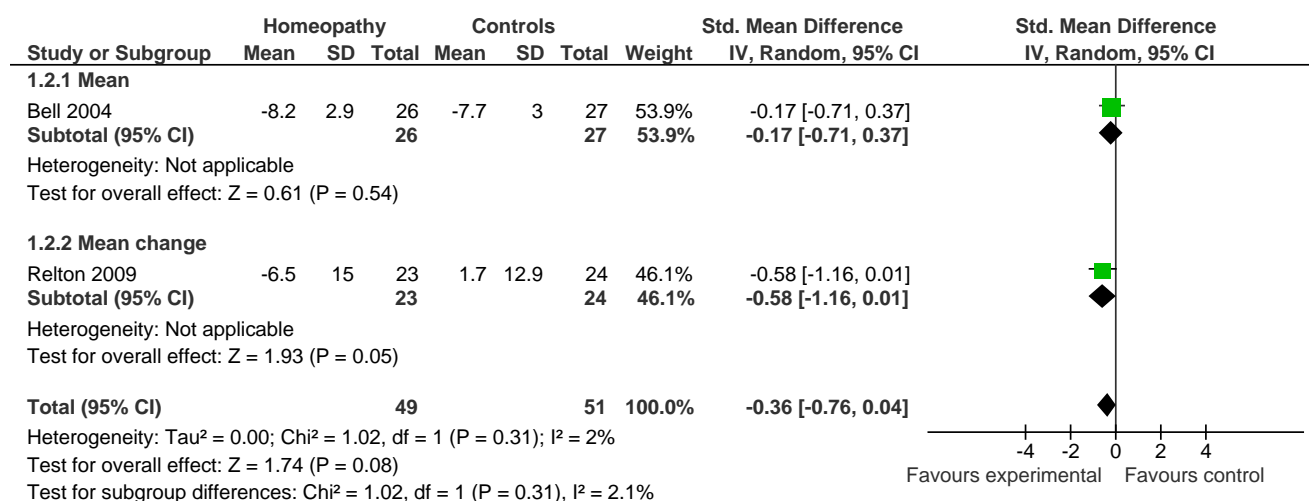 Homeopathy Controls Std. Mean Difference Std. Mean Difference
Study or Subgroup Mean SD Total Mean SD Total Weight IV, Random, 95% CI IV, Random, 95% CI
1.2.1 Mean
Bell 2004 -8.2 2.9 26 -7.7 3 27 53.9% -0.17 [-0.71, 0.37]
Subtotal (95% CI) 26 27 53.9% -0.17 [-0.71, 0.37]
Heterogeneity: Not applicable
Test for overall effect: Z = 0.61 (P = 0.54)
1.2.2 Mean change
Relton 2009 -6.5 15 23 1.7 12.9 24 46.1% -0.58 [-1.16, 0.01]
Subtotal (95% CI) 23 24 46.1% -0.58 [-1.16, 0.01]
Heterogeneity: Not applicable
Test for overall effect: Z = 1.93 (P = 0.05)
Total (95% CI) 49 51 100.0% -0.36 [-0.76, 0.04]
Heterogeneity: Tau² = 0.00; Chi² = 1.02, df = 1 (P = 0.31); I² = 2%
Test for overall effect: Z = 1.74 (P = 0.08)
Test for subgroup differences: Chi² = 1.02, df = 1 (P = 0.31), I² = 2.1%
-4 -2 0 2 4
Favours experimental Favours control